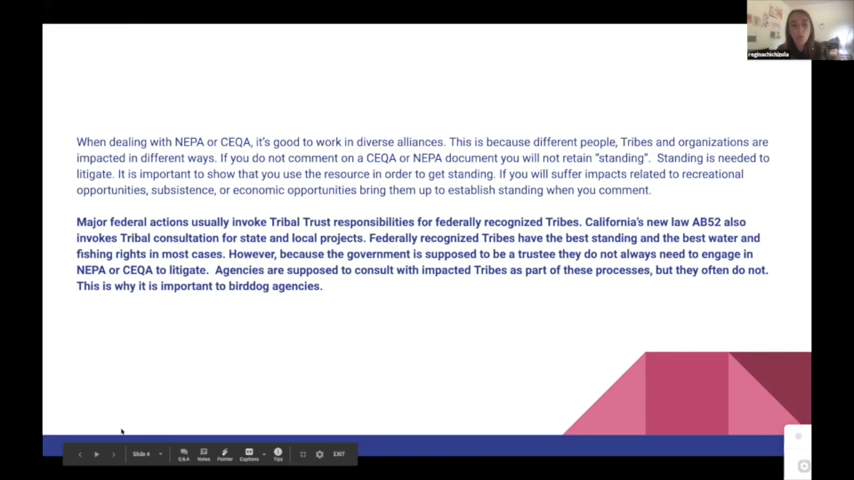 reginachichizola
When dealing with NEPA or CEQA, it's good to work in diverse alliances. This is because different people, Tribes and organizations are
impacted in different ways. If you do not comment on a CEQA or NEPA document you will not retain "standing". Standing is needed to
litigate. It is important to show that you use the resource in order to get standing. If you will suffer impacts related to recreational
opportunities, subsistence, or economic opportunities bring them up to establish standing when you comment.
Major federal actions usually invoke Tribal Trust responsibilities for federally recognized Tribes. California's new law AB52 also
invokes Tribal consultation for state and local projects. Federally recognized Tribes have the best standing and the best water and
fishing rights in most cases. However, because the government is supposed to be a trustee they do not always need to engage in
NEPA or CEQA to litigate. Agencies are supposed to consult with impacted Tribes as part of these processes, but they often do not.
This is why it is important to birddog agencies.
Slide 4 Q&A Notes Pointer Captions Tips EXIT